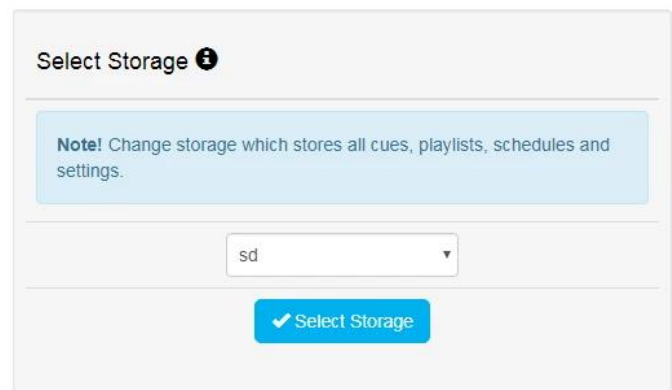 Select Storage
Note! Change storage which stores all cues, playlists, schedules and
settings.
sd
Select Storage